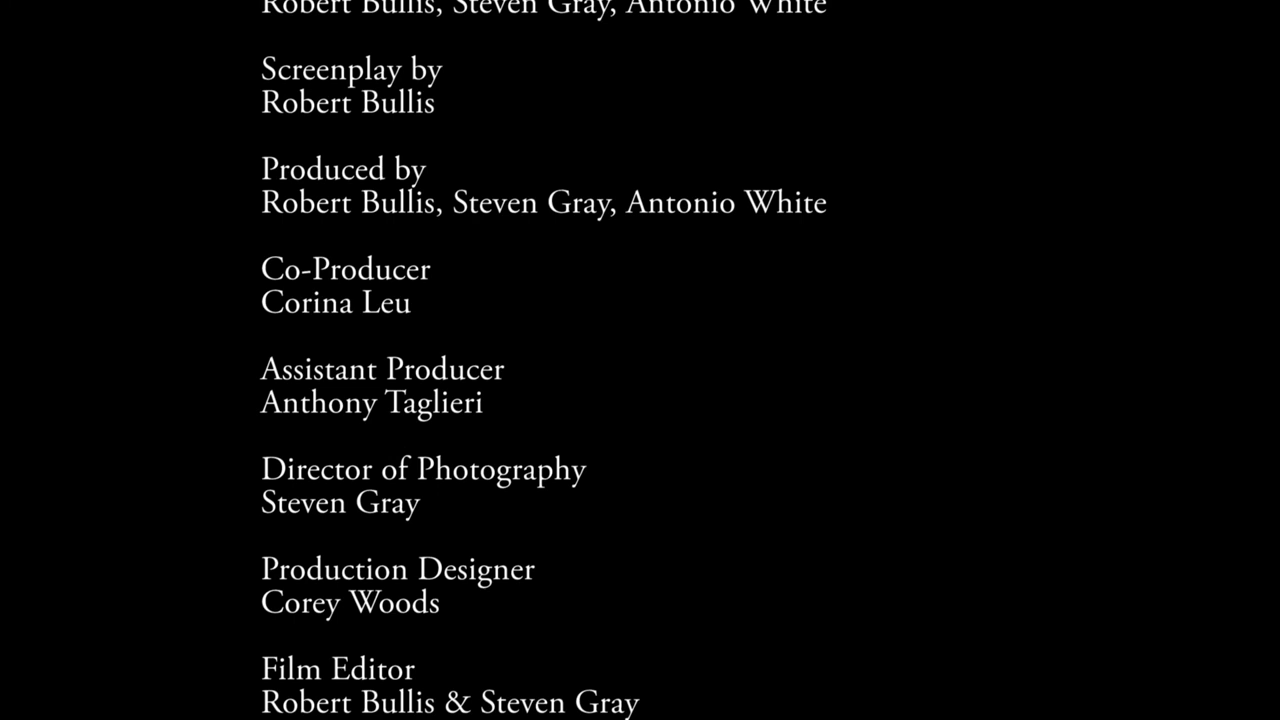 Robert Bullis, Steven Gray, Antonio White
Screenplay by
Robert Bullis
Produced by
Robert Bullis, Steven Gray, Antonio White
Co-Producer
Corina Leu
Assistant Producer
Anthony Taglieri
Director of Photography
Steven Gray
Production Designer
Corey Woods
Film Editor
Robert Bullis & Steven Gray